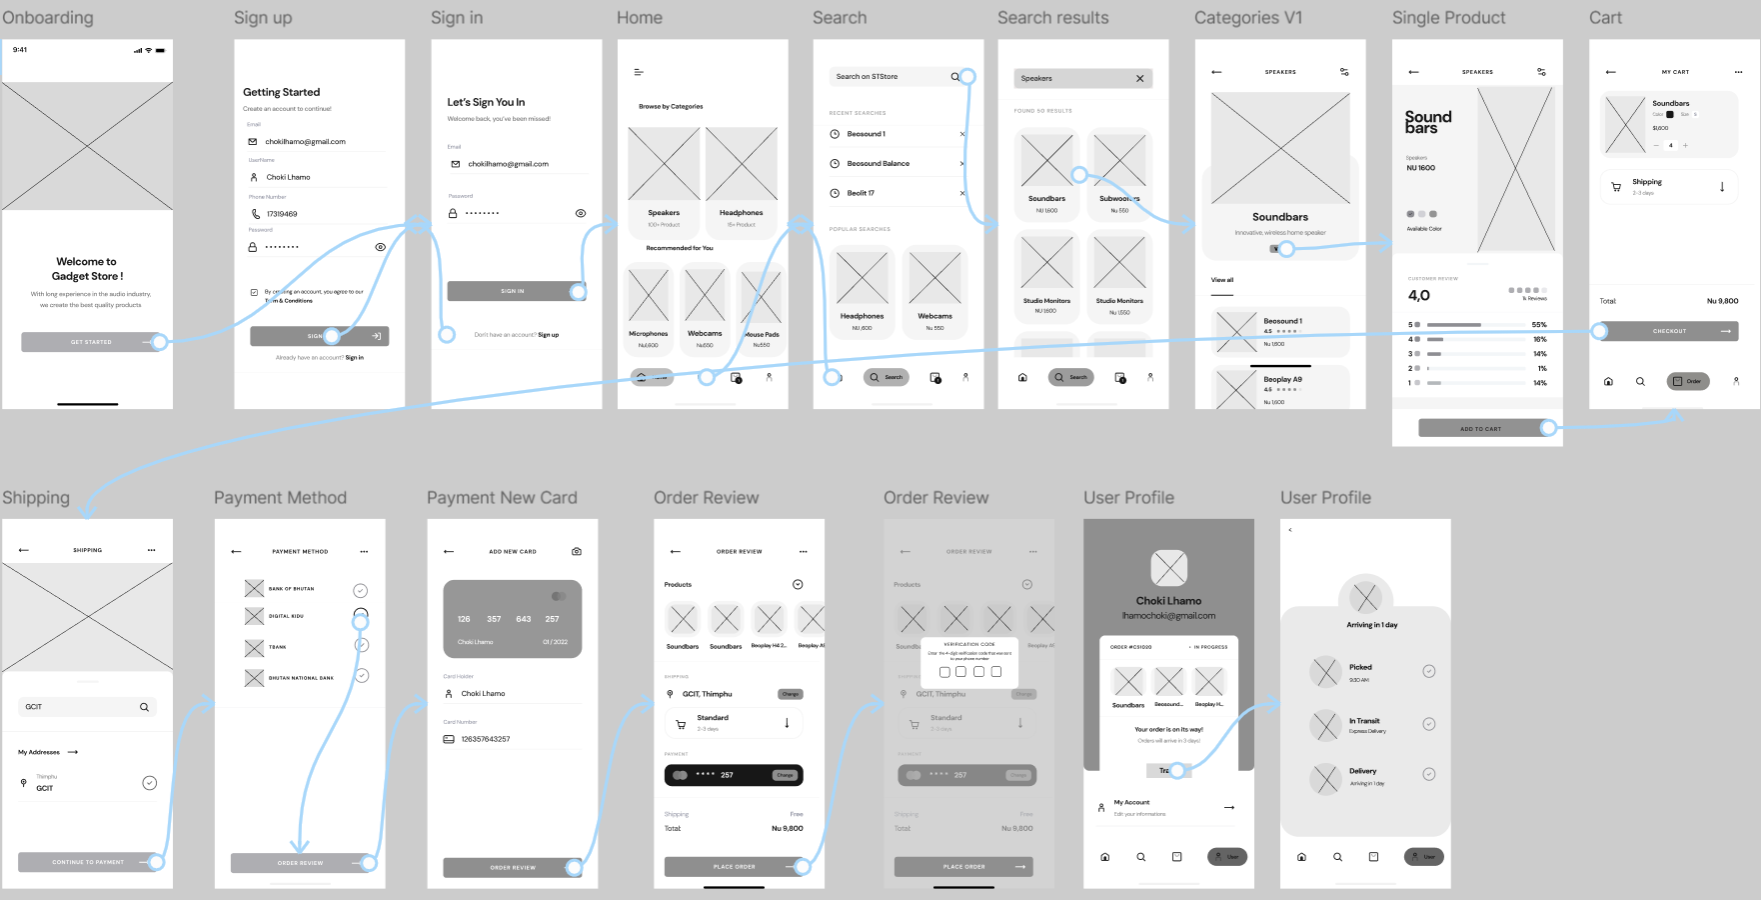 Onboarding
9:41
Welcome to
Gadget Store !
With long experience in the audio industry,
we create the best quality products
GET STARTED
Sign up
Getting Started
Create an account to continue!
Email
chokilhamo@gmail.com
UserName
Choki Lhamo
Phone Number
17319469
Password
By creating an account, you agree to our
Term & Conditions
SIGN
Already have an account? Sign in
Sign in
Let's Sign You In
Welcome back, you've been missed!
Email
chokilhamo@gmail.com
Password
SIGN IN
Don't have an account? Sign up
Home
Browse by Categories
Speakers
100+ Product
Headphones
15+ Product
Recommended for You
Microphones
Nu1,600
Webcams
Nu550
Mouse Pads
Nu550
Search
Search on STStore
RECENT SEARCHES
Beosound 1
Beosound Balance
Beolit 17
POPULAR SEARCHES
Headphones
NU ,600
Webcams
Nu 550
Search
Search results
Speakers
FOUND 50 RESULTS
Soundbars
NU 1,600
Subwoofers
Nu 550
Studio Monitors
NU 1,600
Studio Monitors
Nu 1,550
Search
Categories V1
SPEAKERS
Soundbars
Innovative, wireless home speaker
View all
Beosound 1
4.5
Nu 1,600
Beoplay A9
4.5
Nu 1,600
Single Product
SPEAKERS
Sound
bars
Speakers
NU 1600
Available Color
CUSTOMER REVIEW
4,0
1k Reviews
5 55%
4 16%
3 14%
2 1%
1 14%
ADD TO CART
Cart
MY CART
Soundbars
Color Size S
$1,600
4
Shipping
2-3 days
Total: Nu 9,800
CHECKOUT
Order
Shipping
SHIPPING
GCIT
My Addresses
Thimphu
GCIT
CONTINUE TO PAYMENT
Payment Method
PAYMENT METHOD
BANK OF BHUTAN
DIGITAL KIDU
TBANK
BHUTAN NATIONAL BANK
ORDER REVIEW
Payment New Card
ADD NEW CARD
126 357 643 257
Choki Lhamo 03 / 2022
Card Holder
Choki Lhamo
Card Number
126357643257
ORDER REVIEW
Order Review
ORDER REVIEW
Products
Soundbars Soundbars Beoplay H4 2... Beoplay A9
SHIPPING
GCIT, Thimphu Change
Standard
2-3 days
PAYMENT
**** 257 Change
Shipping Free
Total: Nu 9,800
PLACE ORDER
Order Review
ORDER REVIEW
Products
VERIFICATION CODE
Enter the 4-digit verification code that was sent
to your phone number
GCIT, Thimphu Change
Standard
2-3 days
PAYMENT
**** 257 Change
Shipping Free
Total: Nu 9,800
PLACE ORDER
User Profile
Choki Lhamo
lhamochoki@gmail.com
IN PROGRESS
Soundbars Beosound... Beoplay H...
Your order is on its way!
Orders will arrive in 3 days!
My Account
Edit your informations
User
User Profile
Arriving in 1 day
Picked
9:30 AM
In Transit
Express Delivery
Delivery
Arriving in 1 day
User